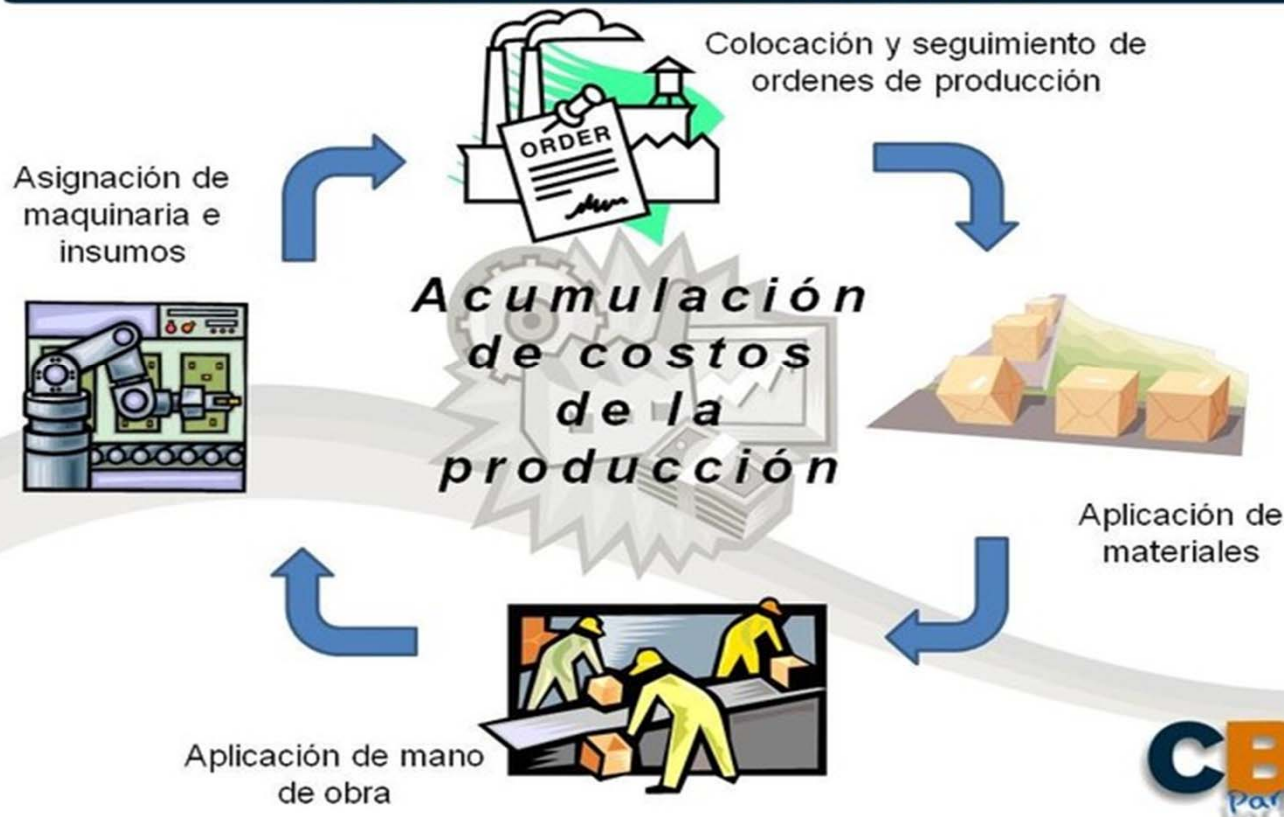 Colocación y seguimiento de
ordenes de producción
ORDER
Asignación de
maquinaria e
insumos
Acumulación
de costos
de la
producción
Aplicación de
materiales
Aplicación de mano
de obra